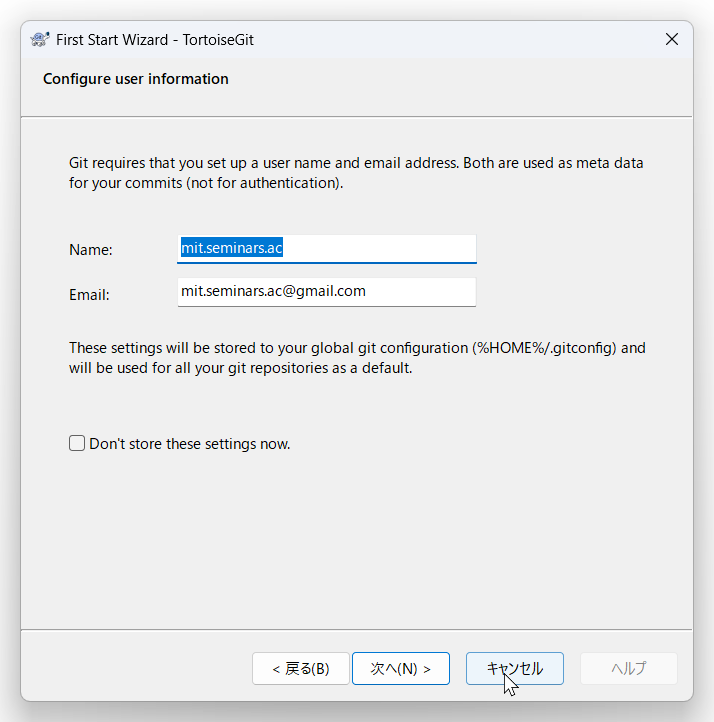 First Start Wizard - TortoiseGit
Configure user information
Git requires that you set up a user name and email address. Both are used as meta data
for your commits (not for authentication).
Name:
mit.seminars.ac
Email:
mit.seminars.ac@gmail.com
These settings will be stored to your global git configuration (%HOME%/.gitconfig) and
will be used for all your git repositories as a default.
Don't store these settings now.
< 戻る(B)
次へ(N) >
キャンセル
ヘルプ